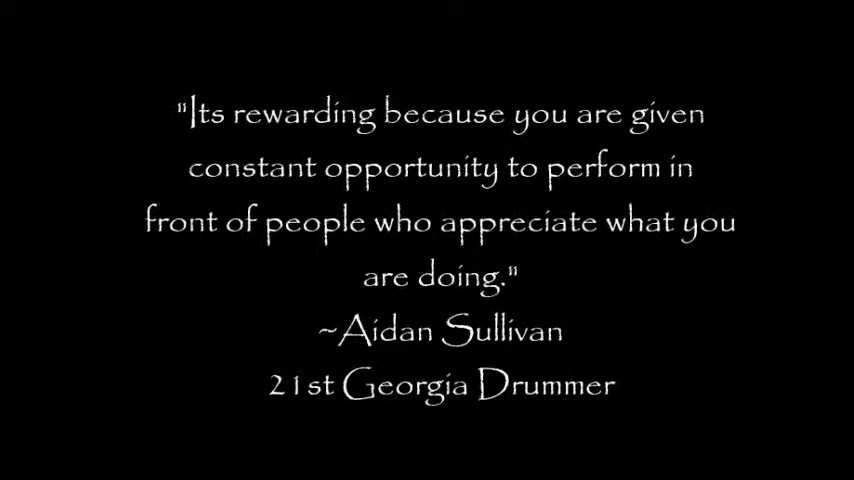 "Its rewarding because you are given
constant opportunity to perform in
front of people who appreciate what you
are doing."
~Aidan Sullivan
21st Georgia Drummer